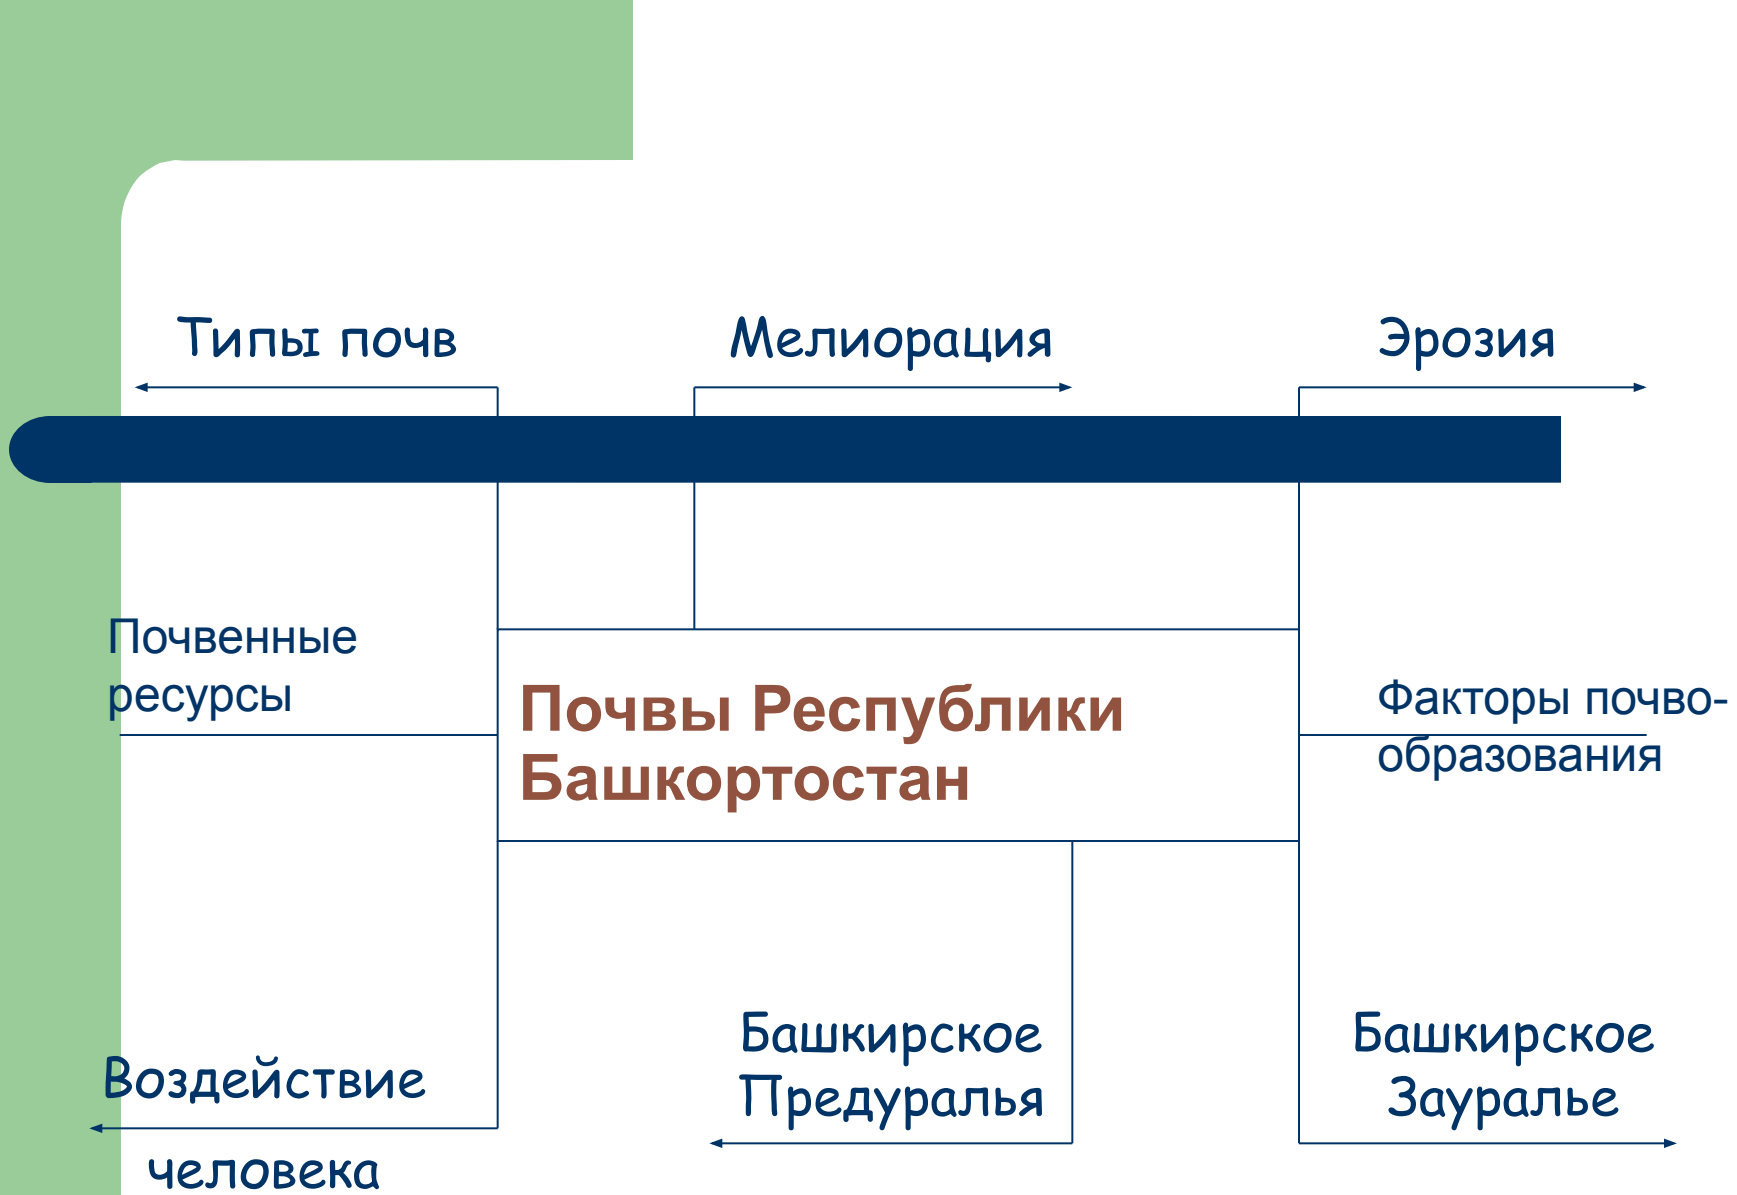 Типы почв
Мелиорация
Эрозия
Почвенные
ресурсы
Почвы Республики
Башкортостан
Факторы почво-
образования
Воздействие
человека
Башкирское
Предуралья
Башкирское
Зауралье